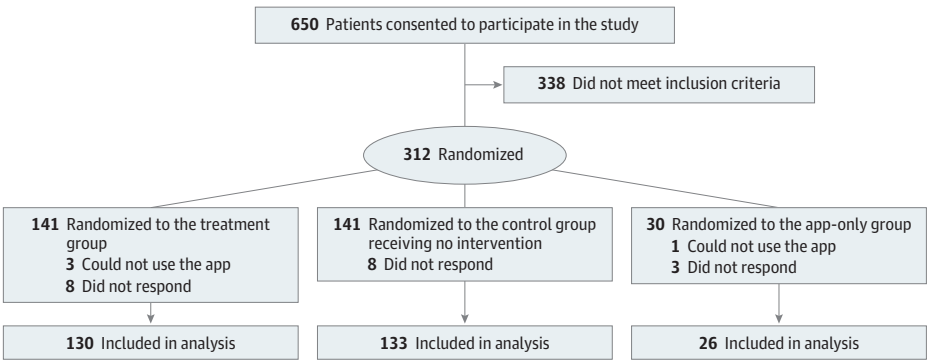 650 Patients consented to participate in the study
338 Did not meet inclusion criteria
312 Randomized
141 Randomized to the treatment
group
3 Could not use the app
8 Did not respond
141 Randomized to the control group
receiving no intervention
8 Did not respond
30 Randomized to the app-only group
1 Could not use the app
3 Did not respond
130 Included in analysis
133 Included in analysis
26 Included in analysis